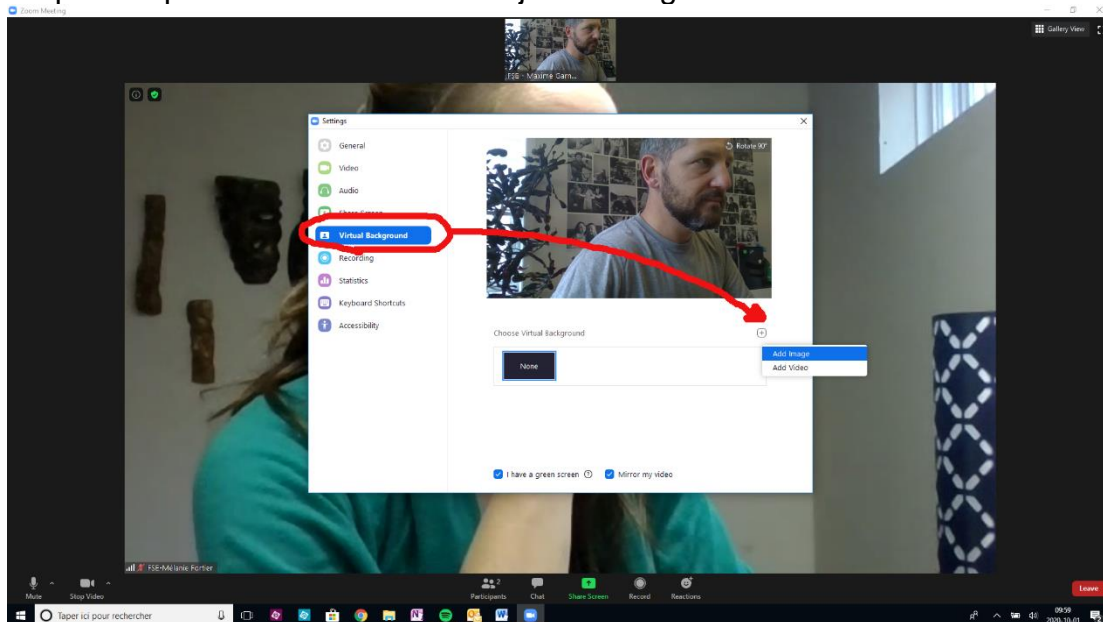 Zoom Meeting
Gallery View
FSE - Maxime Gam...
Settings
General
Rotate 90°
Video
Audio
Virtual Background
Recording
Statistics
Keyboard Shortcuts
Accessibility
Choose Virtual Background
Add Image
Add Video
None
I have a green screen
Mirror my video
FSE-Mélanie Fortier
Mute
Stop Video
Participants
2
Chat
Share Screen
Record
Reactions
Leave
Taper ici pour rechercher
09:59
2020-10-01